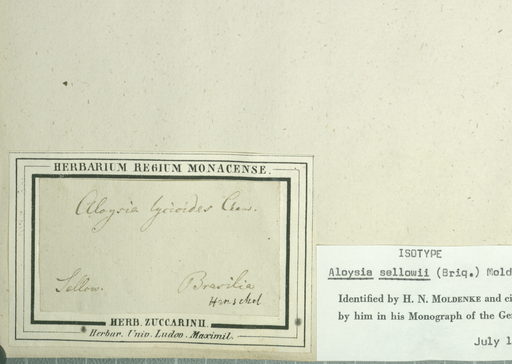 HERBARIUM REGIUM MONACENSE.
Aloysia lycioides Cham.
Sellow. Brasilia
HERB. ZUCCARINII.
Herbar. Univ. Ludov. Maximil.
ISOTYPE
Aloysia sellowii (Briq.) Mold
Identified by H. N. MOLDENKE and ci
by him in his Monograph of the Ge
July 1